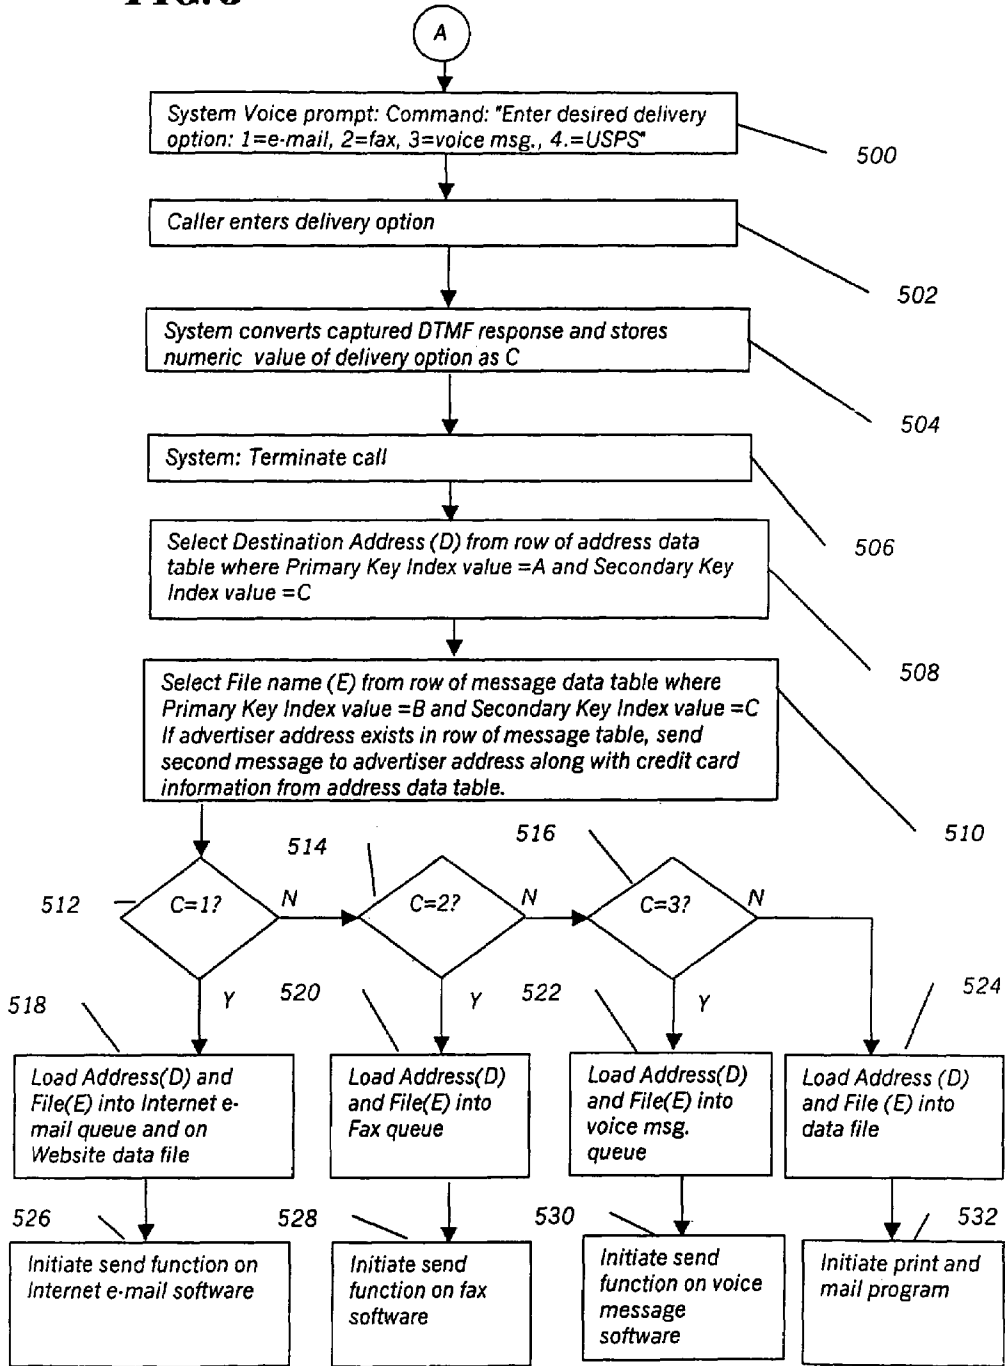 A
System Voice prompt: Command: "Enter desired delivery
option: 1=e-mail, 2=fax, 3=voice msg., 4.=USPS"
500
Caller enters delivery option
502
System converts captured DTMF response and stores
numeric value of delivery option as C
504
System: Terminate call
506
Select Destination Address (D) from row of address data
table where Primary Key Index value =A and Secondary Key
Index value =C
508
Select File name (E) from row of message data table where
Primary Key Index value =B and Secondary Key Index value =C
If advertiser address exists in row of message table, send
second message to advertiser address along with credit card
information from address data table.
510
512
C=1?
N
514
C=2?
N
516
C=3?
N
Y
Y
Y
518
520
522
524
Load Address(D) and
File(E) into Internet e-
mail queue and on
Website data file
Load Address(D)
and File(E) into
Fax queue
Load Address(D)
and File(E) into
voice msg.
queue
Load Address (D)
and File (E) into
data file
526
528
530
532
Initiate send function on
Internet e-mail software
Initiate send
function on fax
software
Initiate send
function on voice
message
software
Initiate print and
mail program